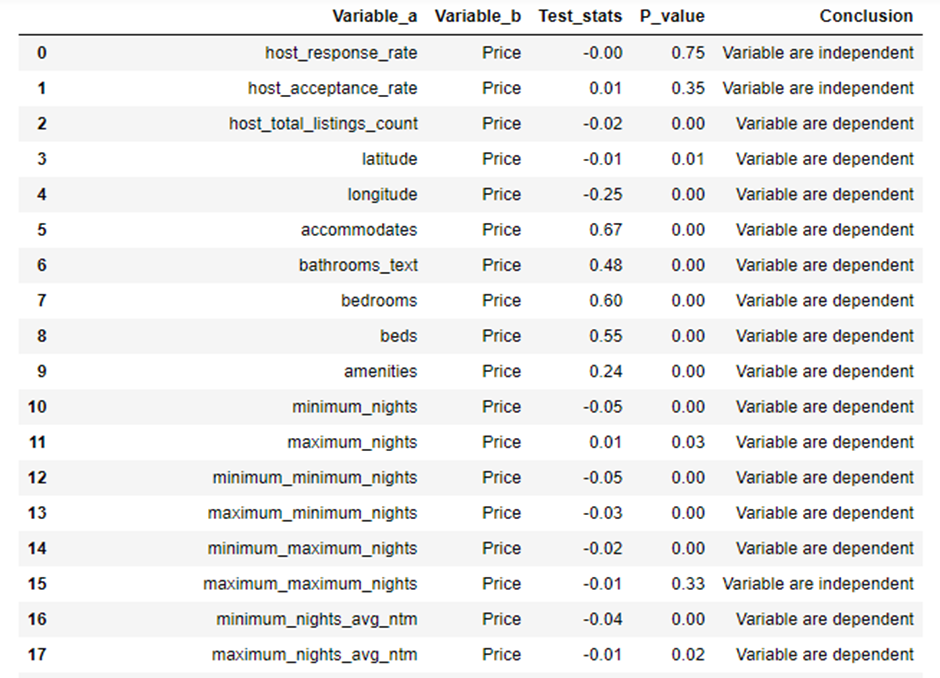 Variable_a Variable_b Test_stats P_value Conclusion
0 host_response_rate Price -0.00 0.75 Variable are independent
1 host_acceptance_rate Price 0.01 0.35 Variable are independent
2 host_total_listings_count Price -0.02 0.00 Variable are dependent
3 latitude Price -0.01 0.01 Variable are dependent
4 longitude Price -0.25 0.00 Variable are dependent
5 accommodates Price 0.67 0.00 Variable are dependent
6 bathrooms_text Price 0.48 0.00 Variable are dependent
7 bedrooms Price 0.60 0.00 Variable are dependent
8 beds Price 0.55 0.00 Variable are dependent
9 amenities Price 0.24 0.00 Variable are dependent
10 minimum_nights Price -0.05 0.00 Variable are dependent
11 maximum_nights Price 0.01 0.03 Variable are dependent
12 minimum_minimum_nights Price -0.05 0.00 Variable are dependent
13 maximum_minimum_nights Price -0.03 0.00 Variable are dependent
14 minimum_maximum_nights Price -0.02 0.00 Variable are dependent
15 maximum_maximum_nights Price -0.01 0.33 Variable are independent
16 minimum_nights_avg_ntm Price -0.04 0.00 Variable are dependent
17 maximum_nights_avg_ntm Price -0.01 0.02 Variable are dependent